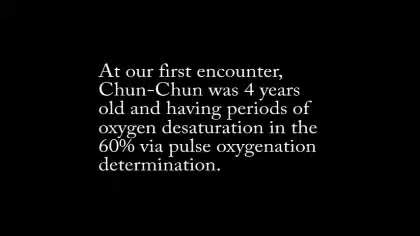 At our first encounter,
Chun-Chun was 4 years
old and having periods of
oxygen desaturation in the
60% via pulse oxygenation
determination.